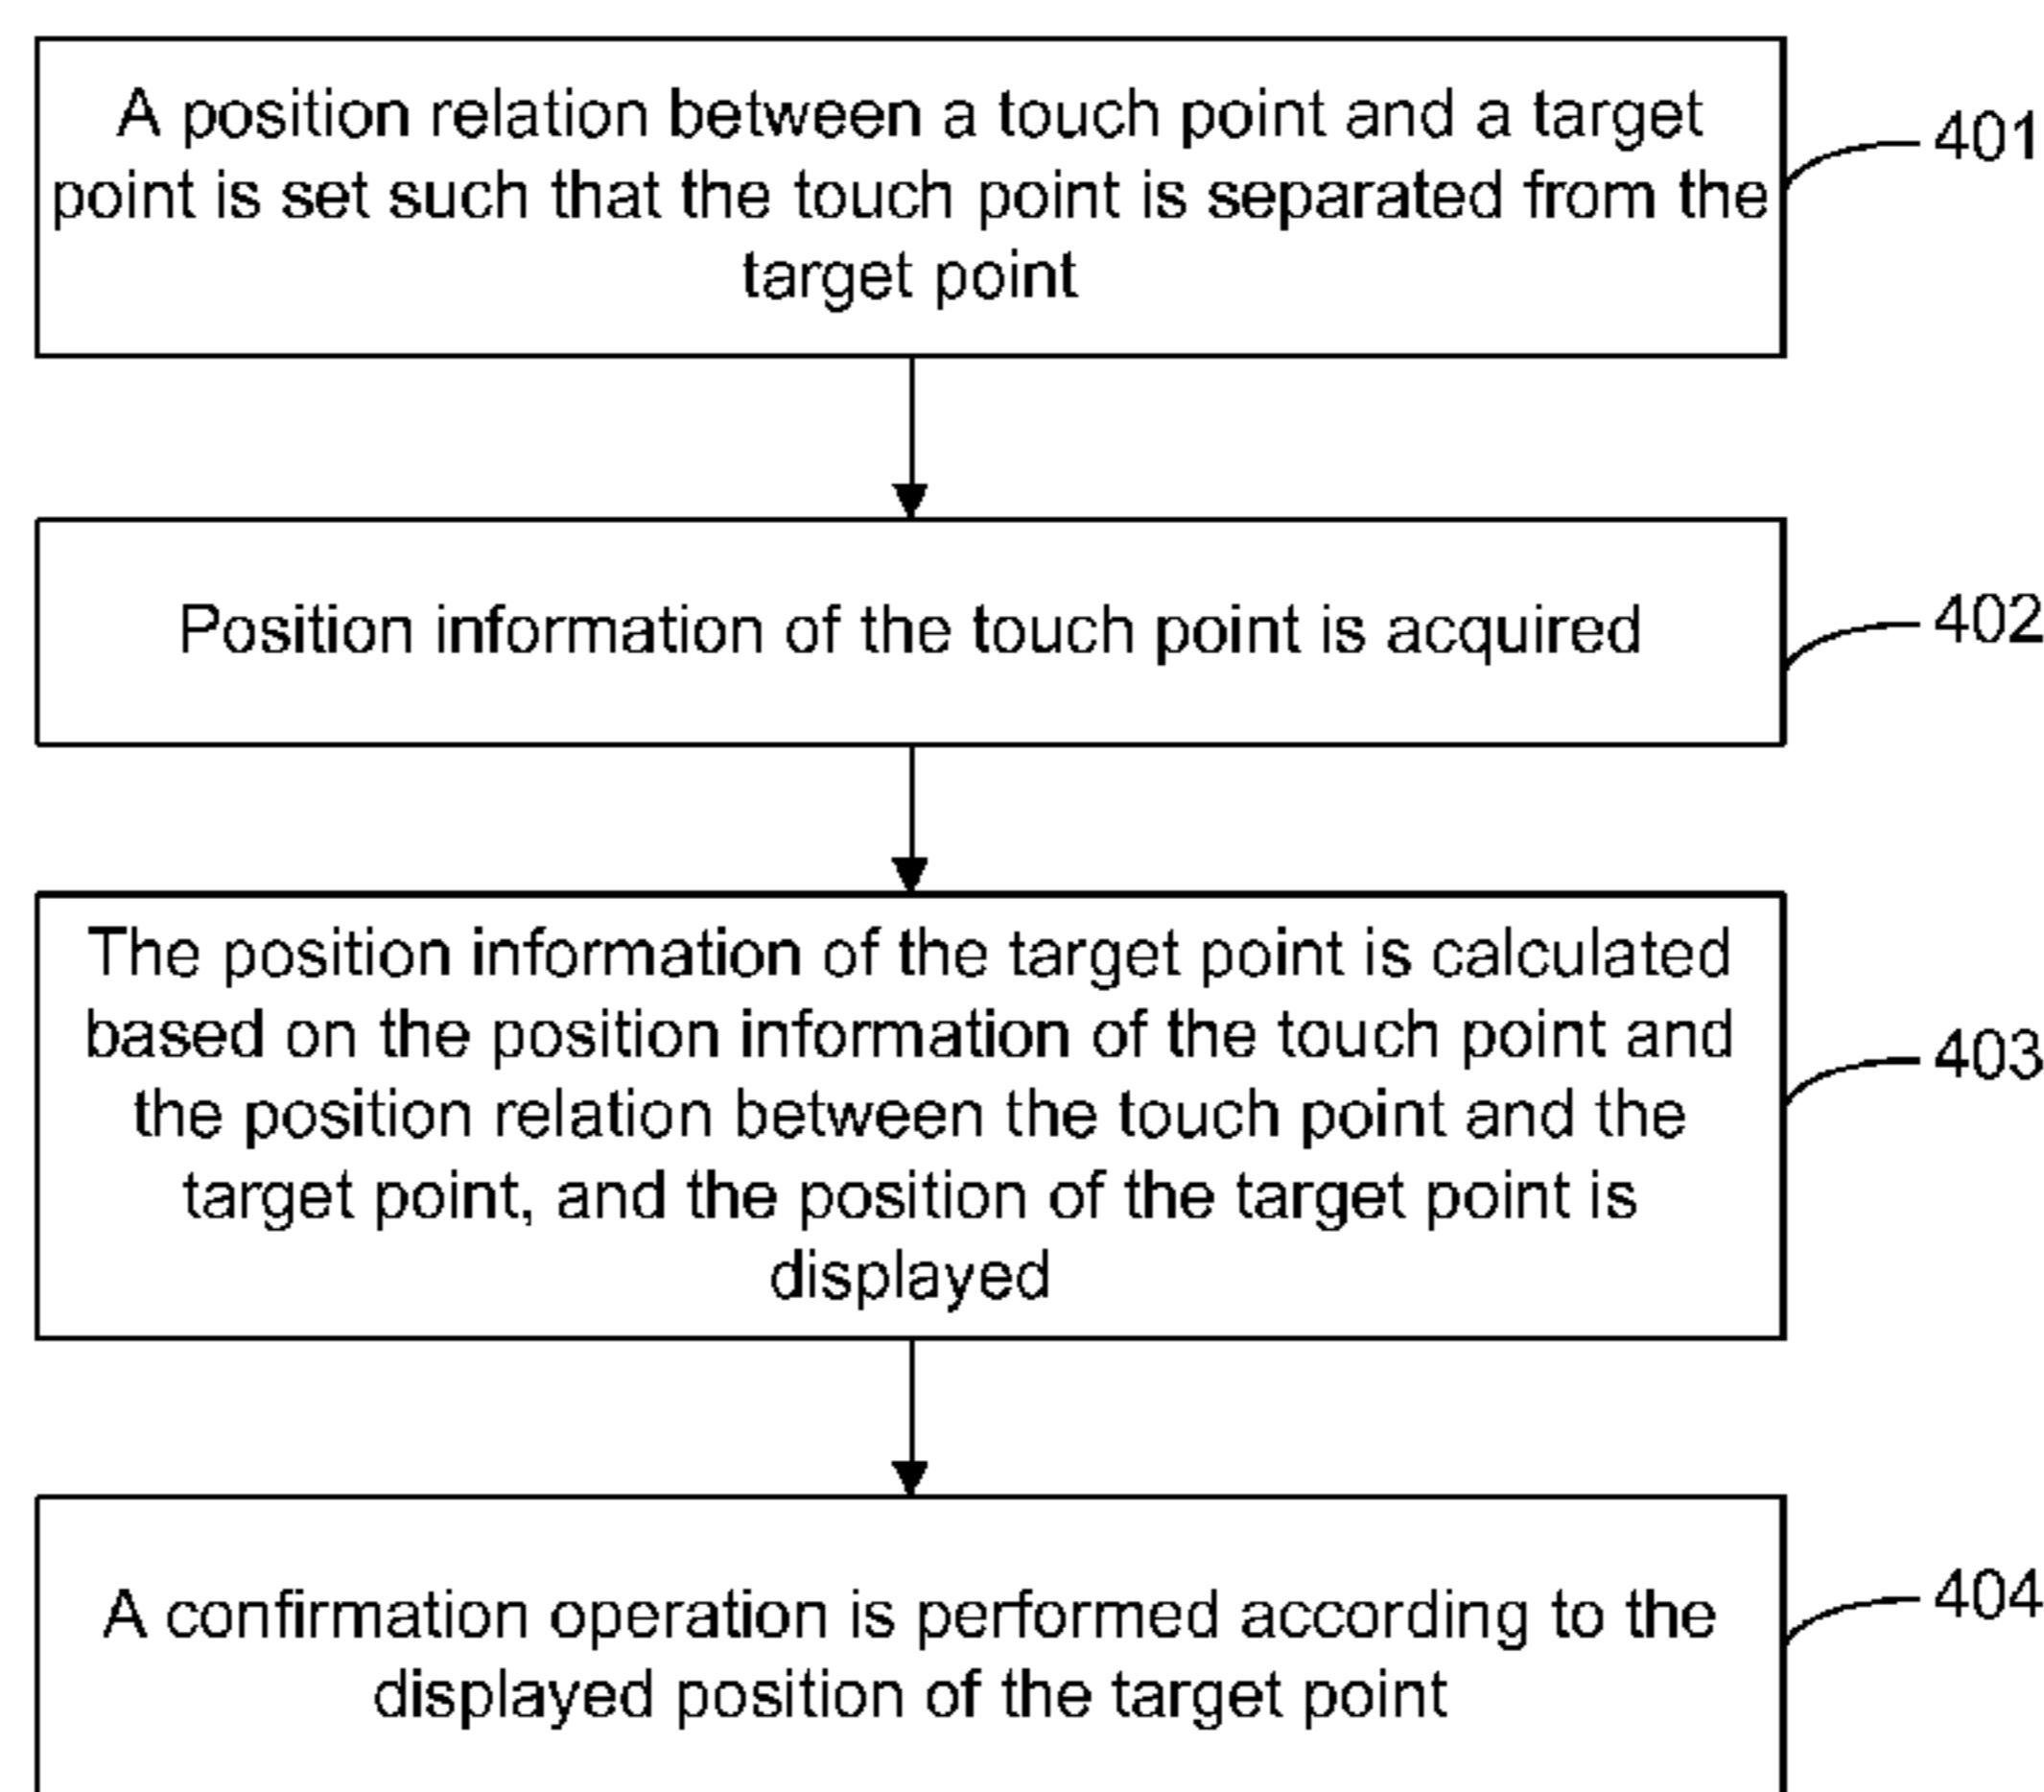 A position relation between a touch point and a target
point is set such that the touch point is separated from the
target point
401
Position information of the touch point is acquired
402
The position information of the target point is calculated
based on the position information of the touch point and
the position relation between the touch point and the
target point, and the position of the target point is
displayed
403
A confirmation operation is performed according to the
displayed position of the target point
404